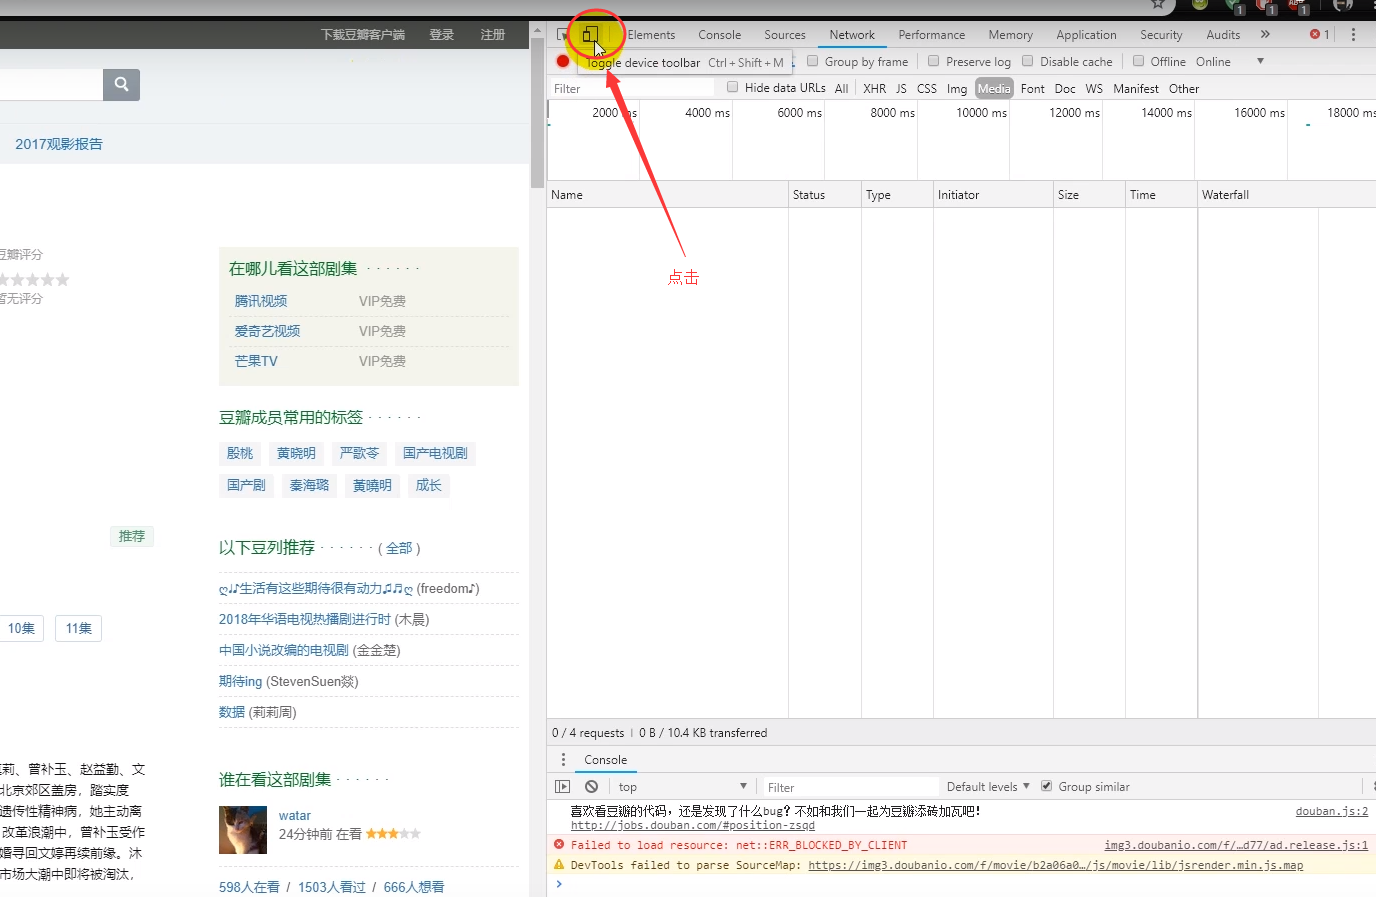 下载豆瓣客户端 登录 注册
2017观影报告
豆瓣评分
暂无评分
在哪儿看这部剧集 · · · · · ·
腾讯视频 VIP免费
爱奇艺视频 VIP免费
芒果TV VIP免费
豆瓣成员常用的标签 · · · · · ·
殷桃 黄晓明 严歌苓 国产电视剧
国产剧 秦海璐 黃曉明 成长
推荐
以下豆列推荐 · · · · · · ( 全部 )
ღ♩♪生活有这些期待很有动力♫♬ღ (freedom♪)
2018年华语电视热播剧进行时 (木晨)
中国小说改编的电视剧 (金金楚)
期待ing (StevenSuen燚)
数据 (莉莉周)
10集 11集
莉、曾补玉、赵益勤、文
北京郊区盖房，踏实度
遗传性精神病，她主动离
改革浪潮中，曾补玉受作
婚寻回文婷再续前缘。沐
市场大潮中即将被淘汰，
谁在看这部剧集 · · · · · ·
watar
24分钟前 在看
598人在看 / 1503人看过 / 666人想看
Elements Console Sources Network Performance Memory Application Security Audits » 1
Toggle device toolbar Ctrl + Shift + M Group by frame Preserve log Disable cache Offline Online
Filter Hide data URLs All XHR JS CSS Img Media Font Doc WS Manifest Other
2000 ms 4000 ms 6000 ms 8000 ms 10000 ms 12000 ms 14000 ms 16000 ms 18000 ms
Name Status Type Initiator Size Time Waterfall
点击
0 / 4 requests | 0 B / 10.4 KB transferred
Console
top Filter Default levels Group similar
喜欢看豆瓣的代码，还是发现了什么bug？不如和我们一起为豆瓣添砖加瓦吧！ douban.js:2
http://jobs.douban.com/#position-zsqd
Failed to load resource: net::ERR_BLOCKED_BY_CLIENT img3.doubanio.com/f/…d77/ad.release.js:1
DevTools failed to parse SourceMap: https://img3.doubanio.com/f/movie/b2a06a0…/js/movie/lib/jsrender.min.js.map